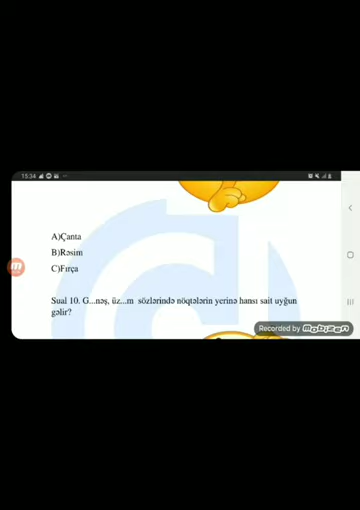 15:34
A)Çanta
B)Rəsim
C)Fırça
Sual 10. G...nəş, üz...m sözlərində nöqtələrin yerinə hansı sait uyğun
gəlir?
Recorded by Mobizen